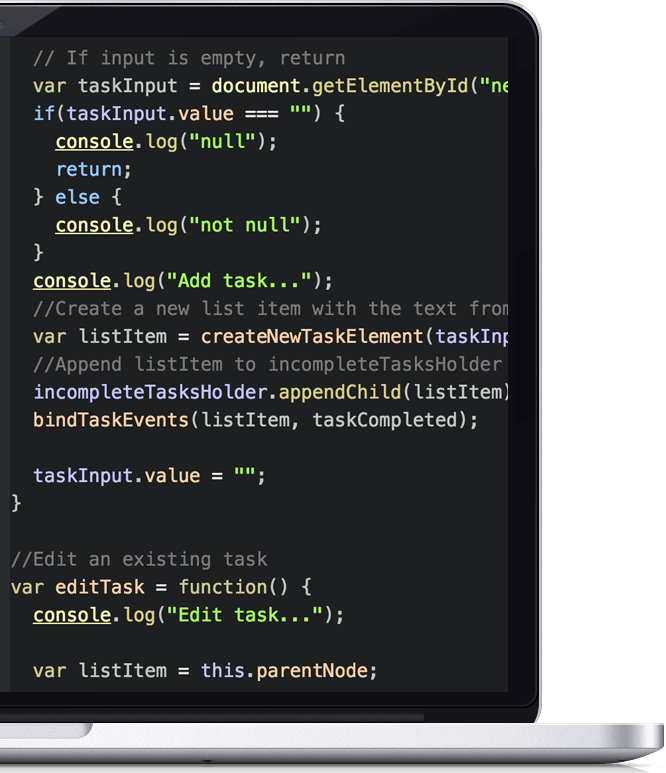 // If input is empty, return
var taskInput = document.getElementById("ne
if(taskInput.value === "") {
console.log("null");
return;
} else {
console.log("not null");
}
console.log("Add task...");
//Create a new list item with the text from
var listItem = createNewTaskElement(taskInp
//Append listItem to incompleteTasksHolder
incompleteTasksHolder.appendChild(listItem)
bindTaskEvents(listItem, taskCompleted);
taskInput.value = "";
}
//Edit an existing task
var editTask = function() {
console.log("Edit task...");
var listItem = this.parentNode;